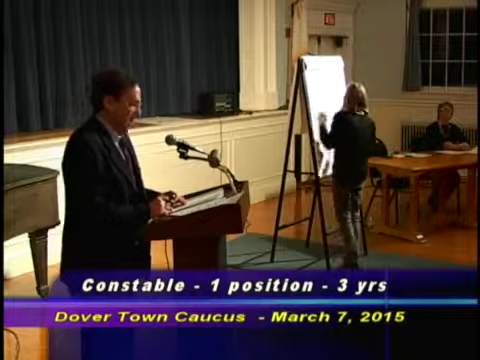 Constable - 1 position - 3 yrs
Dover Town Caucus - March 7, 2015